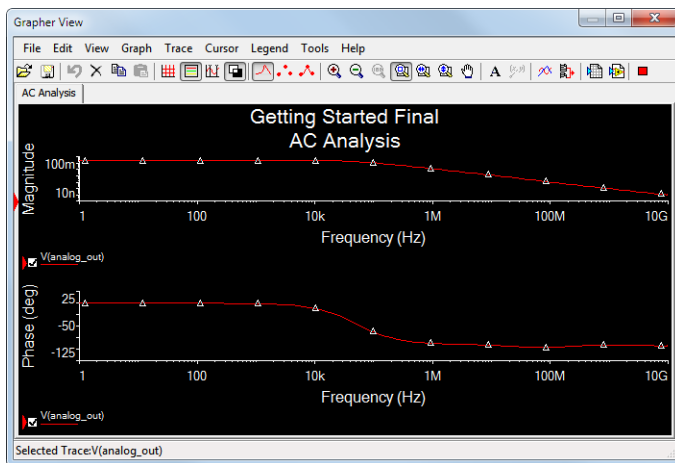 Grapher View
File Edit View Graph Trace Cursor Legend Tools Help
AC Analysis
Getting Started Final
AC Analysis
Magnitude
100m
10n
1 100 10k 1M 100M 10G
Frequency (Hz)
V(analog_out)
Phase (deg)
25
-50
-125
1 100 10k 1M 100M 10G
Frequency (Hz)
V(analog_out)
Selected Trace:V(analog_out)